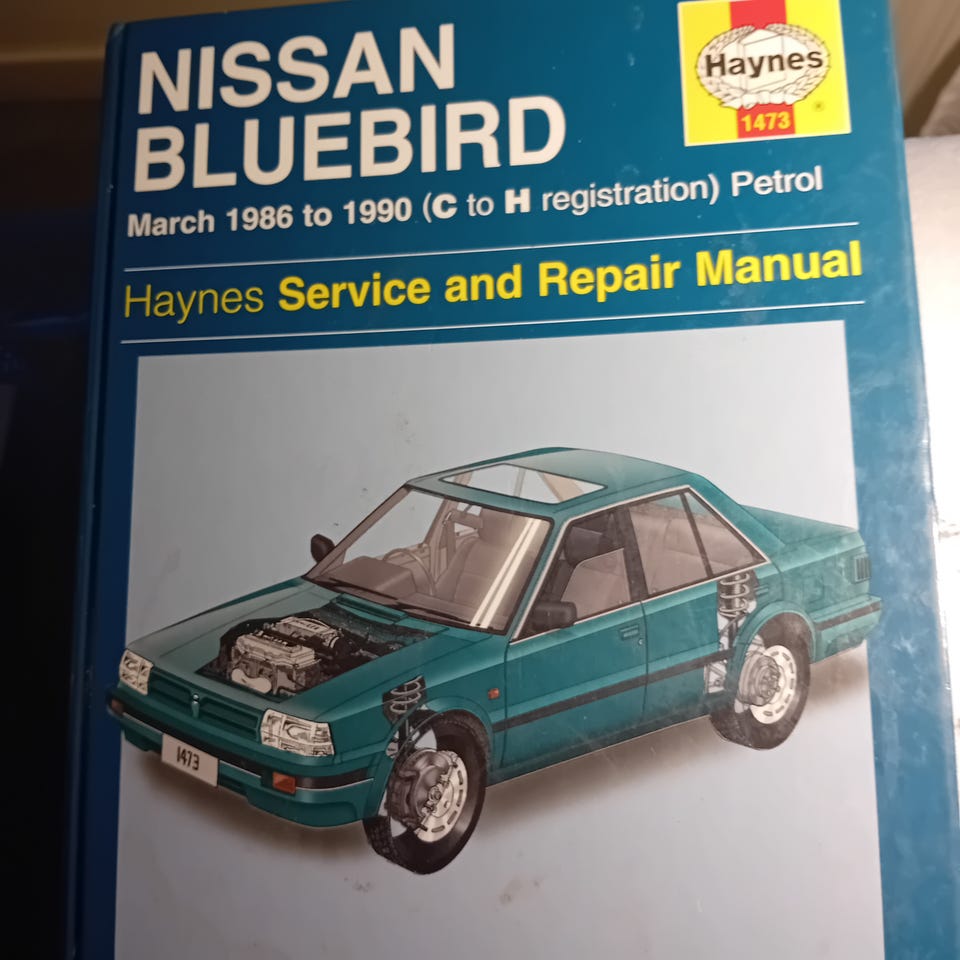 NISSAN
BLUEBIRD
March 1986 to 1990 (C to H registration) Petrol
Haynes
1473
Haynes Service and Repair Manual
1473